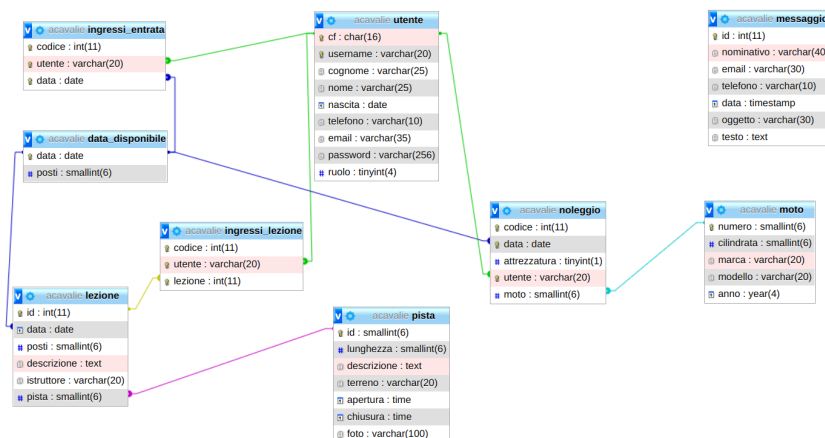 acavalie ingressi_entrata
codice : int(11)
utente : varchar(20)
data : date
acavalie data_disponibile
data : date
posti : smallint(6)
acavalie utente
cf : char(16)
username : varchar(20)
cognome : varchar(25)
nome : varchar(25)
nascita : date
telefono : varchar(10)
email : varchar(35)
password : varchar(256)
ruolo : tinyint(4)
acavalie messaggio
id : int(11)
nominativo : varchar(40
email : varchar(30)
telefono : varchar(10)
data : timestamp
oggetto : varchar(30)
testo : text
acavalie ingressi_lezione
codice : int(11)
utente : varchar(20)
lezione : int(11)
acavalie noleggio
codice : int(11)
data : date
attrezzatura : tinyint(1)
utente : varchar(20)
moto : smallint(6)
acavalie moto
numero : smallint(6)
cilindrata : smallint(6)
marca : varchar(20)
modello : varchar(20)
anno : year(4)
acavalie lezione
id : int(11)
data : date
posti : smallint(6)
descrizione : text
istruttore : varchar(20)
pista : smallint(6)
acavalie pista
id : smallint(6)
lunghezza : smallint(6)
descrizione : text
terreno : varchar(20)
apertura : time
chiusura : time
foto : varchar(100)